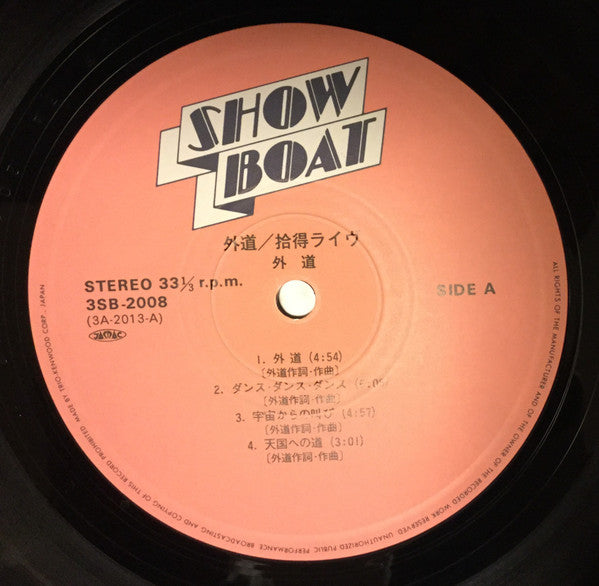 SHOW
BOAT
外道／拾得ライヴ
外道
STEREO 33⅓ r.p.m.
3SB-2008
(3A-2013-A)
JAMAC
SIDE A
1. 外道 (4:54)
〔外道作詞・作曲〕
2. ダンス・ダンス・ダンス
〔外道作詞・作曲〕
3. 宇宙からの叫び (4:57)
〔外道作詞・作曲〕
4. 天国への道 (3:01)
〔外道作詞・作曲〕
ALL RIGHTS OF THE MANUFACTURER AND OF THE OWNER OF THE RECORDED WORK RESERVED. UNAUTHORIZED PUBLIC PERFORMANCE BROADCASTING AND COPYING OF THIS RECORD PROHIBITED MADE BY TRIO-KENWOOD CORP., JAPAN